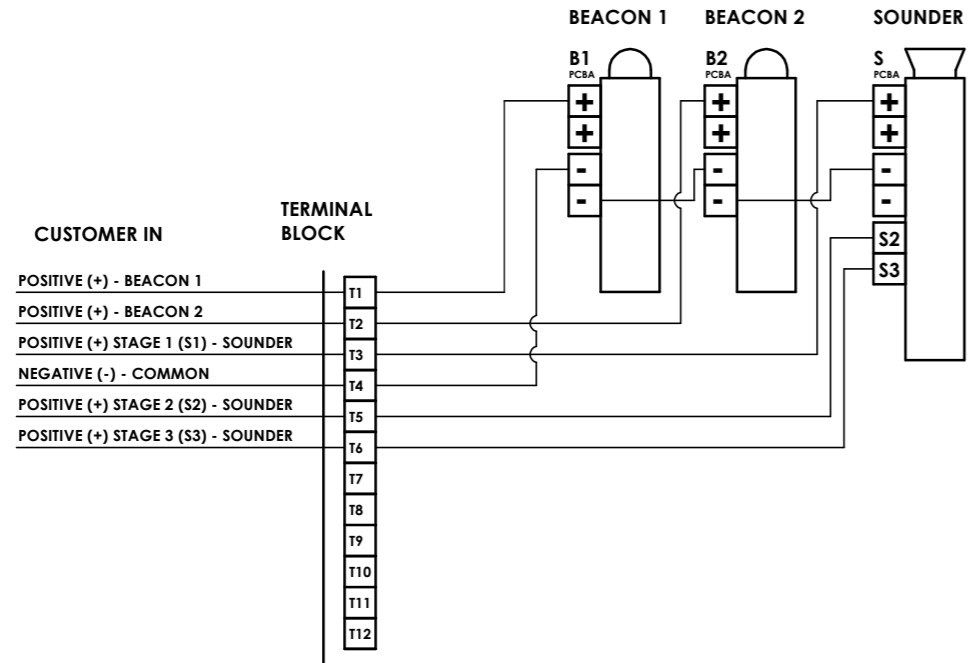 BEACON 1 BEACON 2 SOUNDER
B1 B2 S
PCBA PCBA PCBA
+ + +
+ + +
- - -
- - -
S2
S3
CUSTOMER IN
TERMINAL
BLOCK
POSITIVE (+) - BEACON 1
T1
POSITIVE (+) - BEACON 2
T2
POSITIVE (+) STAGE 1 (S1) - SOUNDER
T3
NEGATIVE (-) - COMMON
T4
POSITIVE (+) STAGE 2 (S2) - SOUNDER
T5
POSITIVE (+) STAGE 3 (S3) - SOUNDER
T6
T7
T8
T9
T10
T11
T12